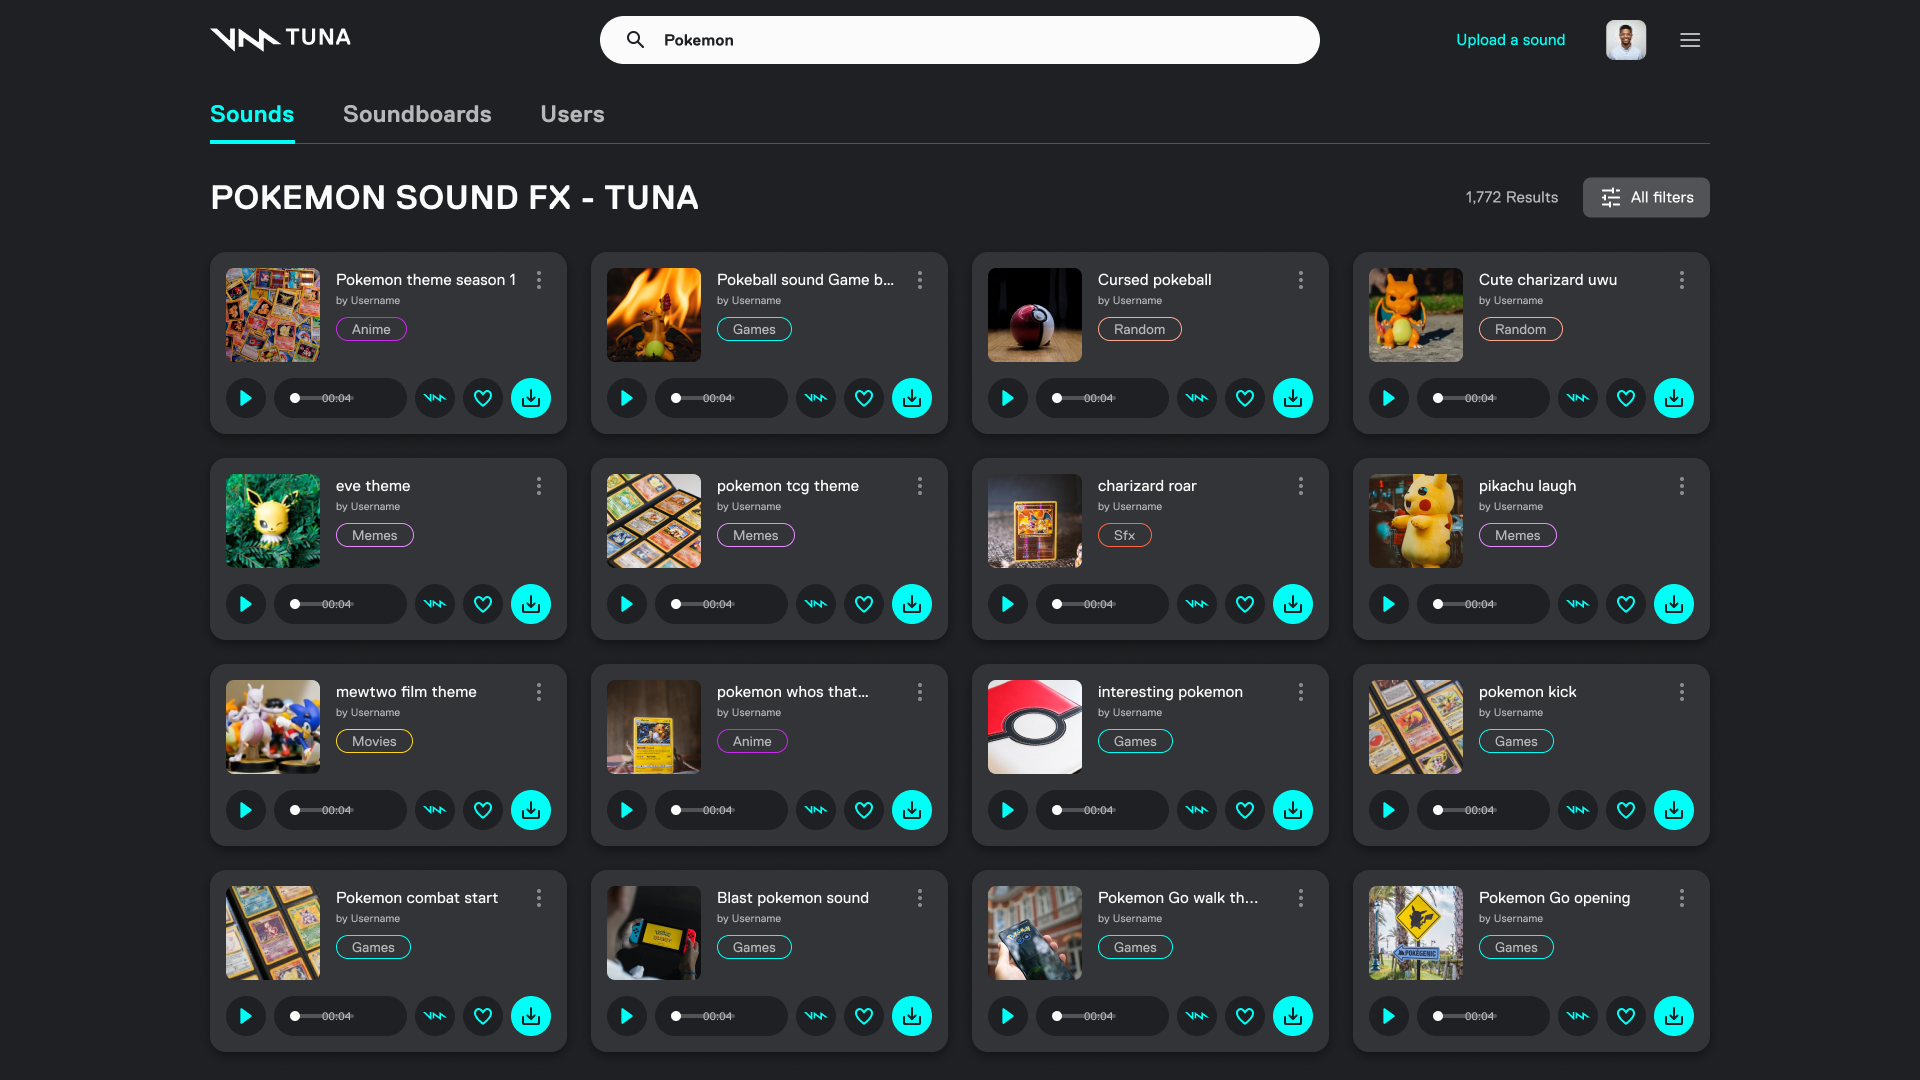 TUNA
Pokemon
Upload a sound
Sounds
Soundboards
Users
POKEMON SOUND FX - TUNA
1,772 Results
All filters
Pokemon theme season 1
by Username
Anime
00:04
Pokeball sound Game b...
by Username
Games
00:04
Cursed pokeball
by Username
Random
00:04
Cute charizard uwu
by Username
Random
00:04
eve theme
by Username
Memes
00:04
pokemon tcg theme
by Username
Memes
00:04
charizard roar
by Username
Sfx
00:04
pikachu laugh
by Username
Memes
00:04
mewtwo film theme
by Username
Movies
00:04
pokemon whos that...
by Username
Anime
00:04
interesting pokemon
by Username
Games
00:04
pokemon kick
by Username
Games
00:04
Pokemon combat start
by Username
Games
00:04
Blast pokemon sound
by Username
Games
00:04
Pokemon Go walk th...
by Username
Games
Pokémon
GO
00:04
Pokemon Go opening
by Username
Games
POKEGENIC
00:04